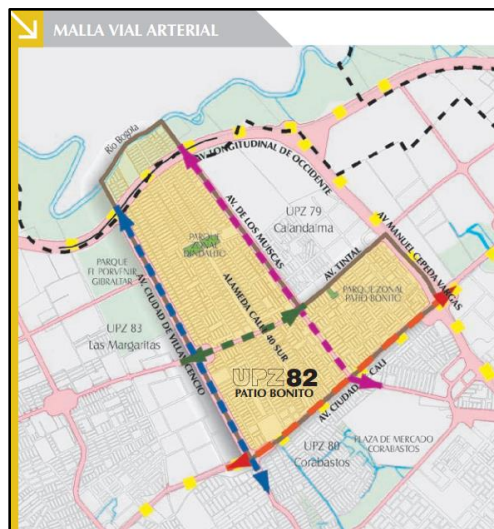 MALLA VIAL ARTERIAL
Río Bogotá
AV. LONGITUDINAL DE OCCIDENTE
AV. DE LOS MUISCAS
UPZ 79
Calandaima
AV. TINTAL
AV. MANUEL CEPEDA VARGAS
PARQUE
ZONAL
TINDALITO
PARQUE
EL PORVENIR
GIBRALTAR
AV. CIUDAD DE VILLAVICENCIO
ALAMEDA CALLE 40 SUR
PARQUE ZONAL
PATIO BONITO
UPZ 83
Las Margaritas
UPZ82
PATIO BONITO
AV. CIUDAD DE CALI
UPZ 80
Corabastos
PLAZA DE MERCADO
CORABASTOS